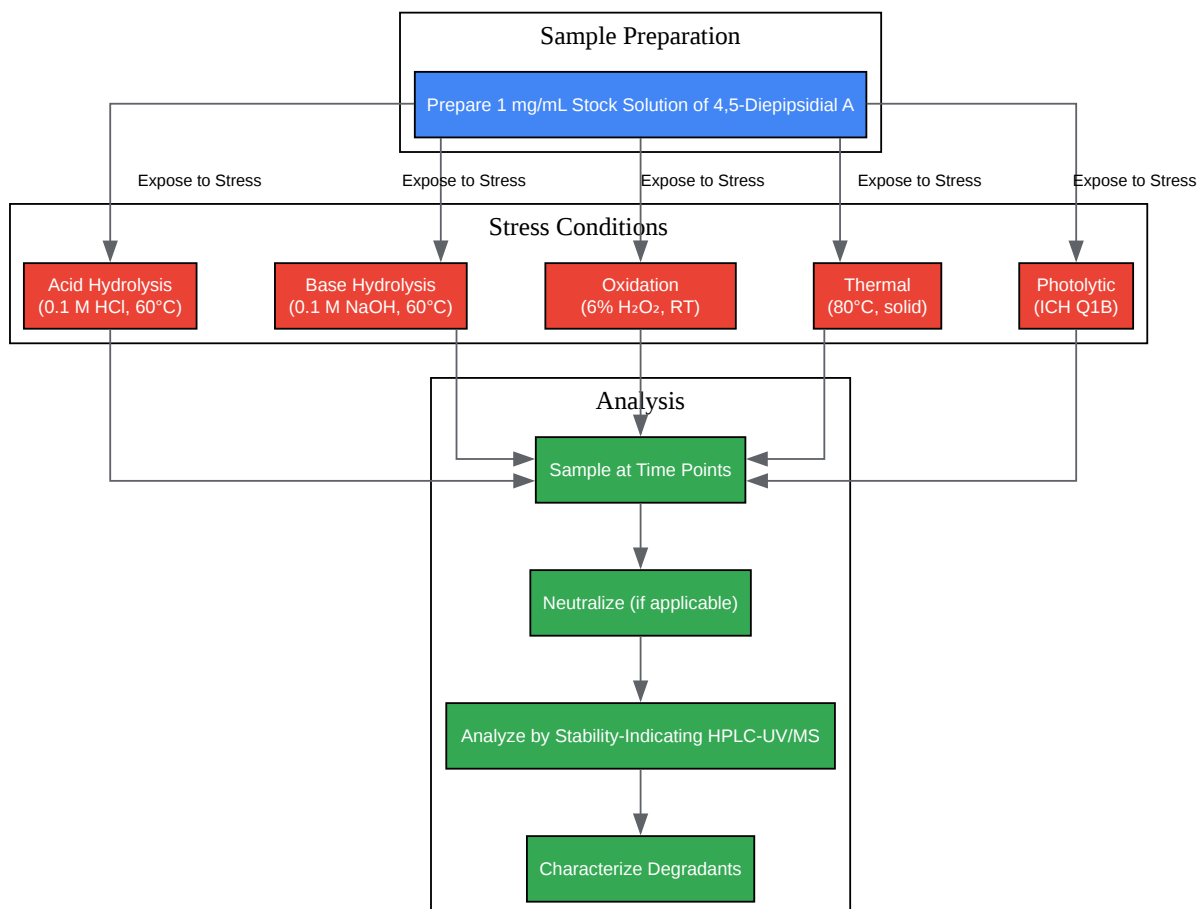 Sample Preparation
Prepare 1 mg/mL Stock Solution of 4,5-Diepipsidial A
Expose to Stress
Expose to Stress
Expose to Stress
Expose to Stress
Expose to Stress
Stress Conditions
Acid Hydrolysis
(0.1 M HCl, 60°C)
Base Hydrolysis
(0.1 M NaOH, 60°C)
Oxidation
(6% H₂O₂, RT)
Thermal
(80°C, solid)
Photolytic
(ICH Q1B)
Analysis
Sample at Time Points
Neutralize (if applicable)
Analyze by Stability-Indicating HPLC-UV/MS
Characterize Degradants